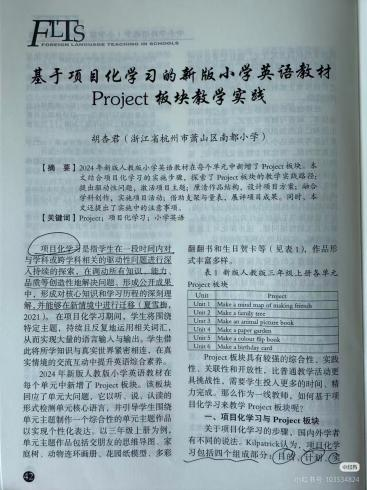 FLTS
FOREIGN LANGUAGE TEACHING IN SCHOOLS
基于项目化学习的新版小学英语教材
Project 板块教学实践
胡杏君(浙江省杭州市萧山区南都小学)
【摘 要】2024年新版人教版小学英语教材在每个单元中新增了Project板块。本
文结合项目化学习的实施步骤,探索了Project板块的教学实践路径:
提出驱动性问题,激活项目主题;厘清作品结构,设计项目方案;融合
学科创作,实施项目活动;借助支架与量表,展评项目成果。同时,本
文还提出了实施中的注意事项。
【关键词】Project;项目化学习;小学英语
项目化学习是指学生在一段时间内对
与学科或跨学科相关的驱动性问题进行深
入持续的探索,在调动所有知识、能力、
品质等创造性地解决问题、形成公开成果
中,形成对核心知识和学习历程的深刻理
解,并能够在新情境中进行迁移(夏雪梅,
2021)。在项目化学习期间,学生将围绕
特定主题,持续且反复地运用相关词汇,
从而实现大量的语言输入与输出。学生借
此将所学知识与真实世界紧密相连,在真
实情境的交流互动中提升英语综合素养。
2024年新版人教版小学英语教材在
每个单元中新增了Project板块。该板块
回应了单元大问题,它以听、说、认读的
形式检测单元核心语言,并引导学生围绕
单元主题制作一个综合性的单元主题作品
以实现个性化表达。以三年级上册为例,
单元主题作品包括交朋友的思维导图、家
庭树、动物连环画册、花园纸模型、多彩
翻翻书和生日贺卡等(见表1),作品形
式丰富多样。
表1 新版人教版三年级上册各单元
Project板块
Unit Project
Unit 1 Make a mind map of making friends
Unit 2 Make a family tree
Unit 3 Make an animal picture book
Unit 4 Make a paper garden
Unit 5 Make a colour flip book
Unit 6 Make a birthday card
Project板块具有较强的综合性、实践
性、关联性和开放性,比普通教学活动更
具挑战性,需要学生投入更多的时间、精
力完成。那么作为一线教师,如何基于项
目化学习来教学Project板块呢?
一、项目化学习与Project板块
关于项目化学习的步骤,国内外学者
有不同的说法。Kilpatrick认为,项目化学
习包括四个组成部分:目的、计划、实
42
小红书
小红书号:103534824